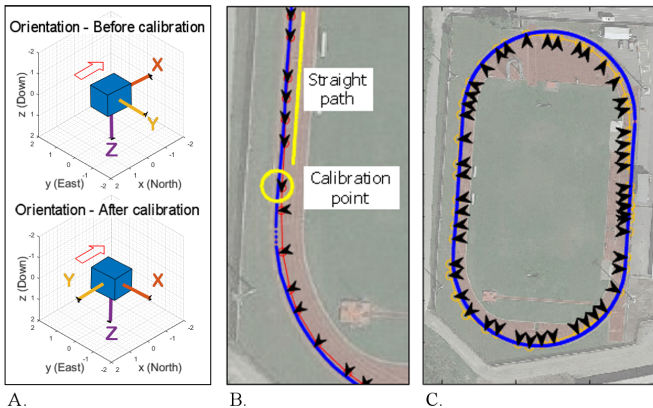 Orientation - Before calibration
-2
-1
0
1
2
z (Down)
X
Y
Z
2
1
0
-1
-2
y (East)
2
1
0
-1
-2
x (North)
Orientation - After calibration
-2
-1
0
1
2
z (Down)
Y
X
Z
2
1
0
-1
-2
y (East)
2
1
0
-1
-2
x (North)
Straight
path
Calibration
point
A.
B.
C.